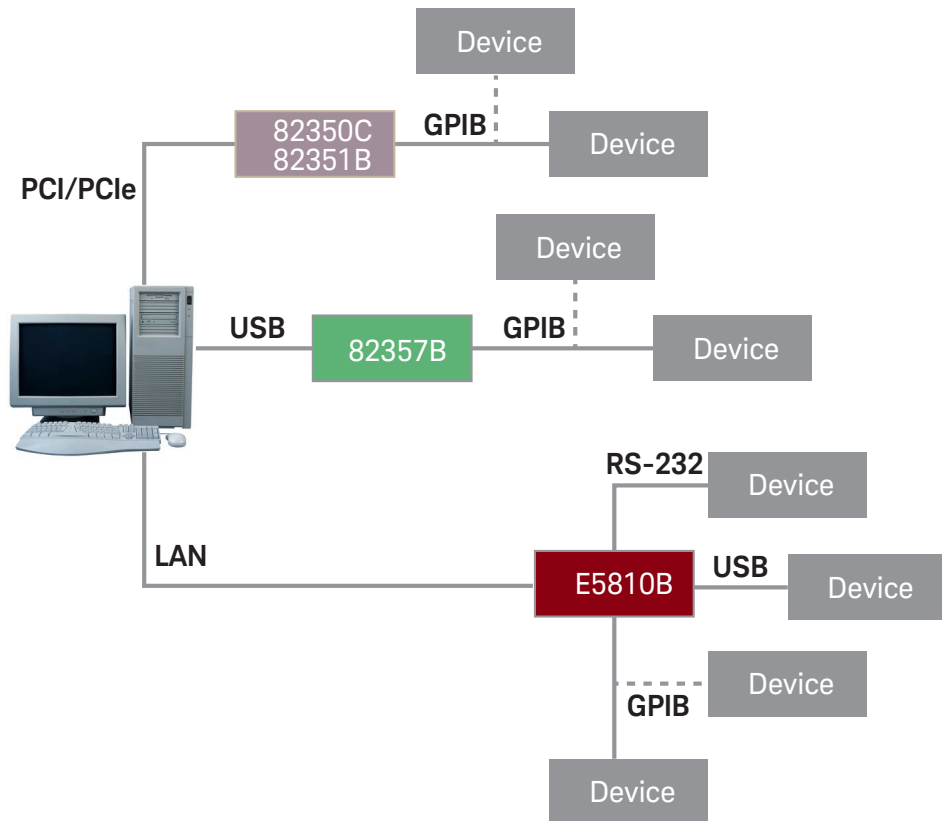 Device
82350C
82351B
GPIB
Device
PCI/PCIe
Device
USB
82357B
GPIB
Device
RS-232
Device
LAN
E5810B
USB
Device
Device
GPIB
Device